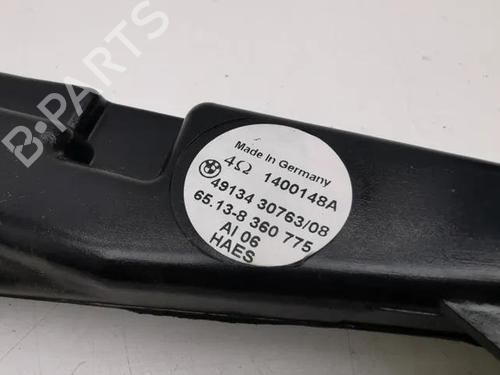 B-PARTS
Made in Germany
4Ω 1400148A
49134 30763/08
65.13-8 360 775
AI 06
HAES